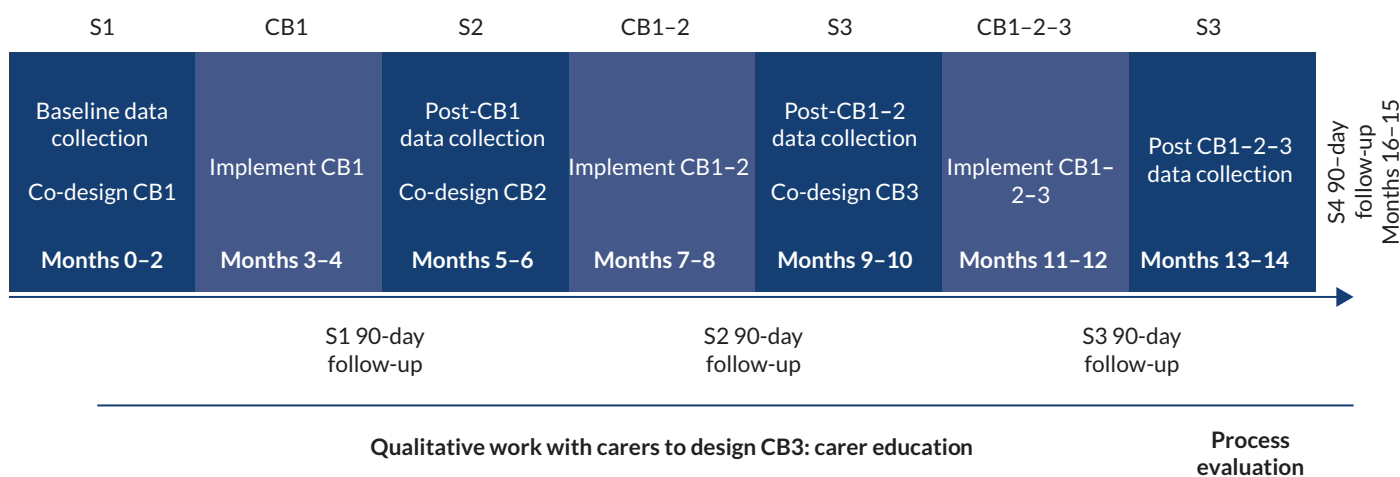 S1
CB1
S2
CB1–2
S3
CB1–2–3
S3
Baseline data
collection
Co-design CB1
Months 0–2
Implement CB1
Months 3–4
Post-CB1
data collection
Co-design CB2
Months 5–6
Implement CB1–2
Months 7–8
Post-CB1–2
data collection
Co-design CB3
Months 9–10
Implement CB1–
2–3
Months 11–12
Post CB1–2–3
data collection
Months 13–14
S4 90–day
follow-up
Months 16–15
S1 90-day
follow-up
S2 90-day
follow-up
S3 90-day
follow-up
Qualitative work with carers to design CB3: carer education
Process
evaluation